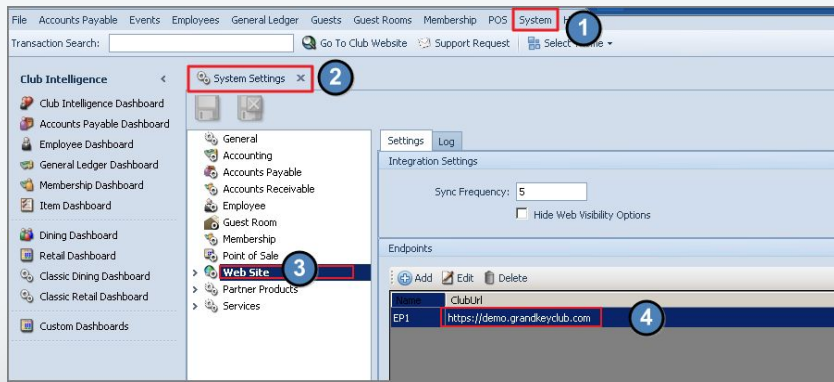 File Accounts Payable Events Employees General Ledger Guests Guest Rooms Membership POS System
1
Transaction Search:
Go To Club Website
Support Request
Select
Club Intelligence
System Settings
2
Club Intelligence Dashboard
Accounts Payable Dashboard
Employee Dashboard
General Ledger Dashboard
Membership Dashboard
Item Dashboard
Dining Dashboard
Retail Dashboard
Classic Dining Dashboard
Classic Retail Dashboard
Custom Dashboards
General
Accounting
Accounts Payable
Accounts Receivable
Employee
Guest Room
Membership
Point of Sale
Web Site
3
Partner Products
Services
Settings Log
Integration Settings
Sync Frequency: 5
Hide Web Visibility Options
Endpoints
Add Edit Delete
Name ClubUrl
EP1 https://demo.grandkeyclub.com
4